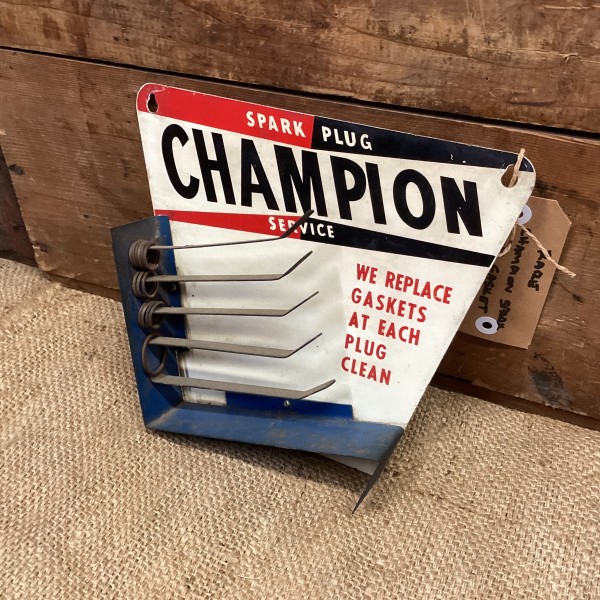 SPARK PLUG
CHAMPION
SERVICE
WE REPLACE
GASKETS
AT EACH
PLUG
CLEAN